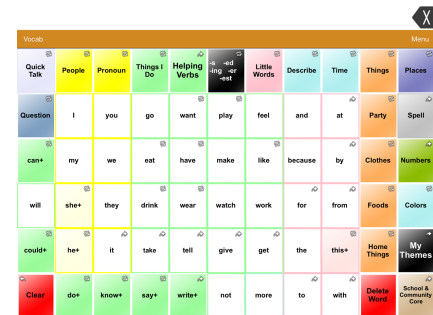 X
Vocab Menu
Quick Talk People Pronoun Things I Do Helping Verbs -s -ed -ing -er -est Little Words Describe Time Things Places
Question I you go want play feel and at Party Spell
can+ my we eat have make like because by Clothes Numbers
will she+ they drink wear watch work for from Foods Colors
could+ he+ it take tell give get the this+ Home Things My Themes
Clear do+ know+ say+ write+ not more to with Delete Word School & Community Core